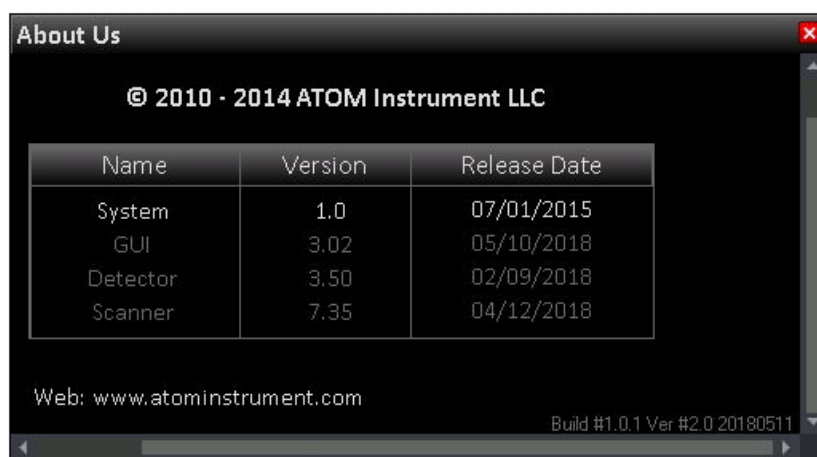 About Us
© 2010 - 2014 ATOM Instrument LLC
Name Version Release Date
System 1.0 07/01/2015
GUI 3.02 05/10/2018
Detector 3.50 02/09/2018
Scanner 7.35 04/12/2018
Web: www.atominstrument.com
Build #1.0.1 Ver #2.0 20180511